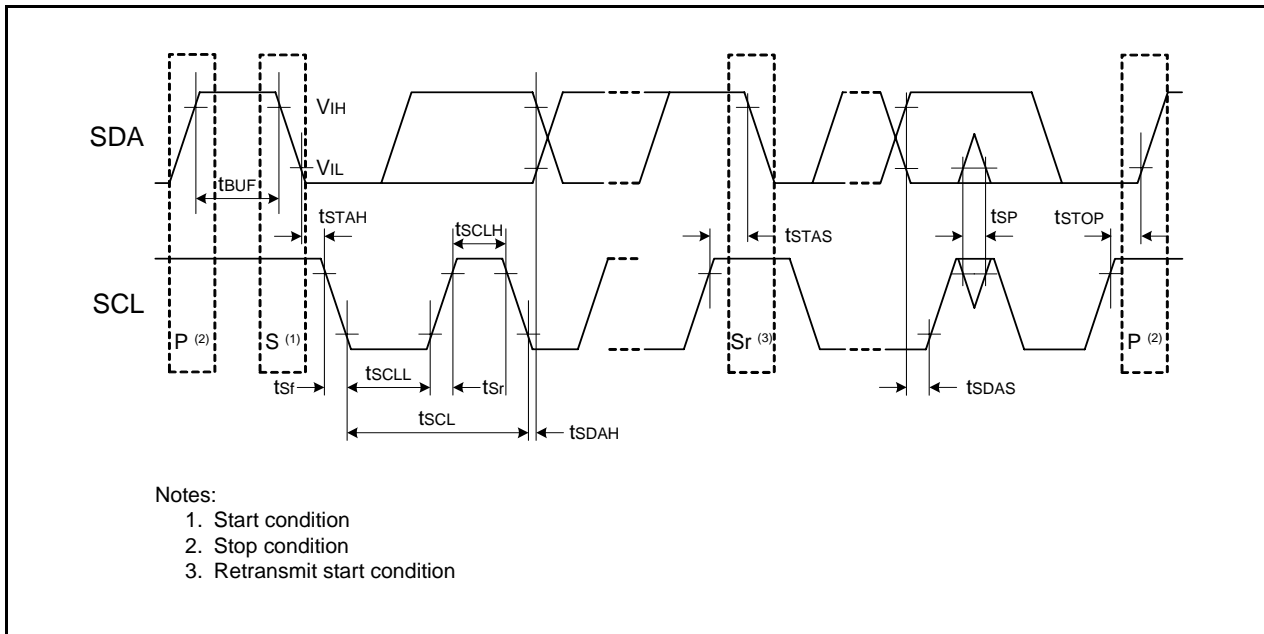 SDA
VIH
VIL
tBUF
tSTAH
tSCLH
tSTAS
tSP
tSTOP
SCL
P (2)
S (1)
Sr (3)
P (2)
tSf
tSCLL
tSr
tSDAS
tSCL
tSDAH
Notes:
1. Start condition
2. Stop condition
3. Retransmit start condition